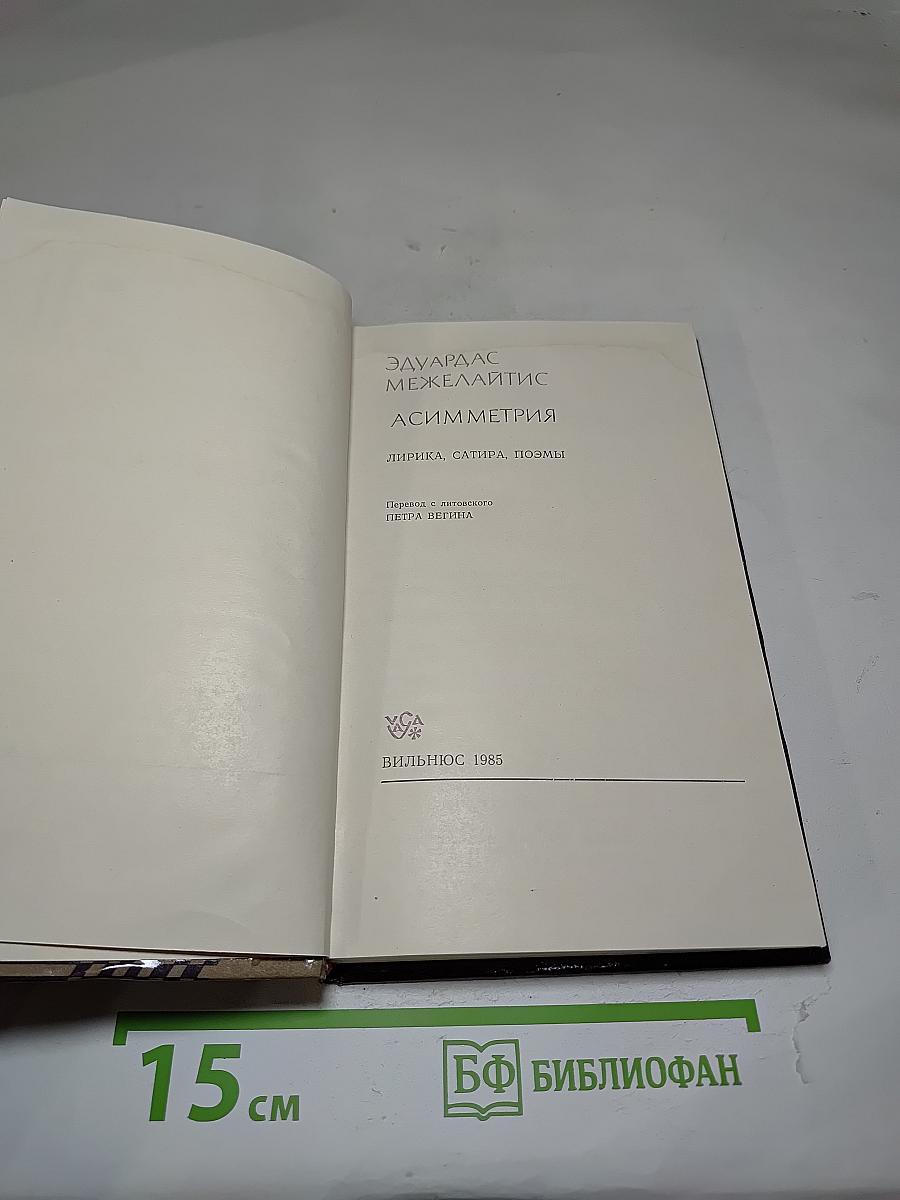 ЭДУАРДАС
МЕЖЕЛАЙТИС
АСИММЕТРИЯ
ЛИРИКА, САТИРА, ПОЭМЫ
Перевод с литовского
ПЕТРА ВЕГИНА
ВИЛЬНЮС 1985
15 см
БФ БИБЛИОФАН